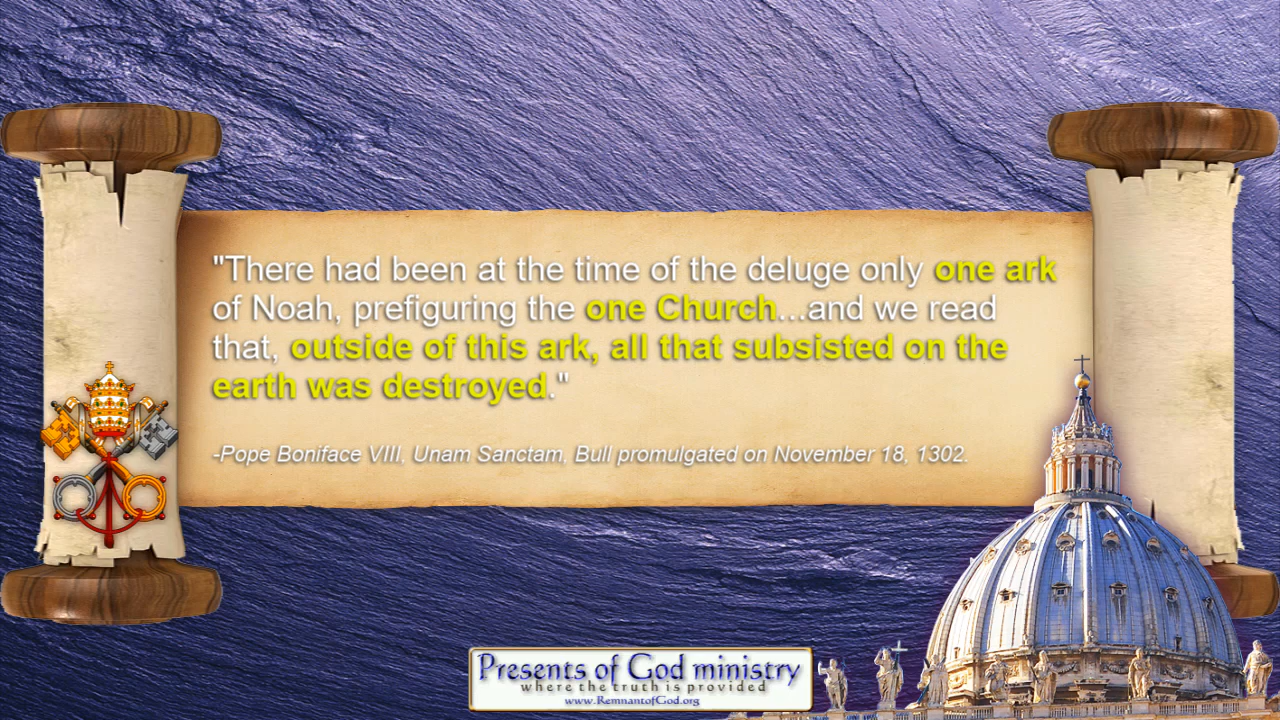 "There had been at the time of the deluge only one ark
of Noah, prefiguring the one Church...and we read
that, outside of this ark, all that subsisted on the
earth was destroyed."
-Pope Boniface VIII, Unam Sanctam, Bull promulgated on November 18, 1302.
Presents of God ministry
where the truth is provided
www.RemnantofGod.org